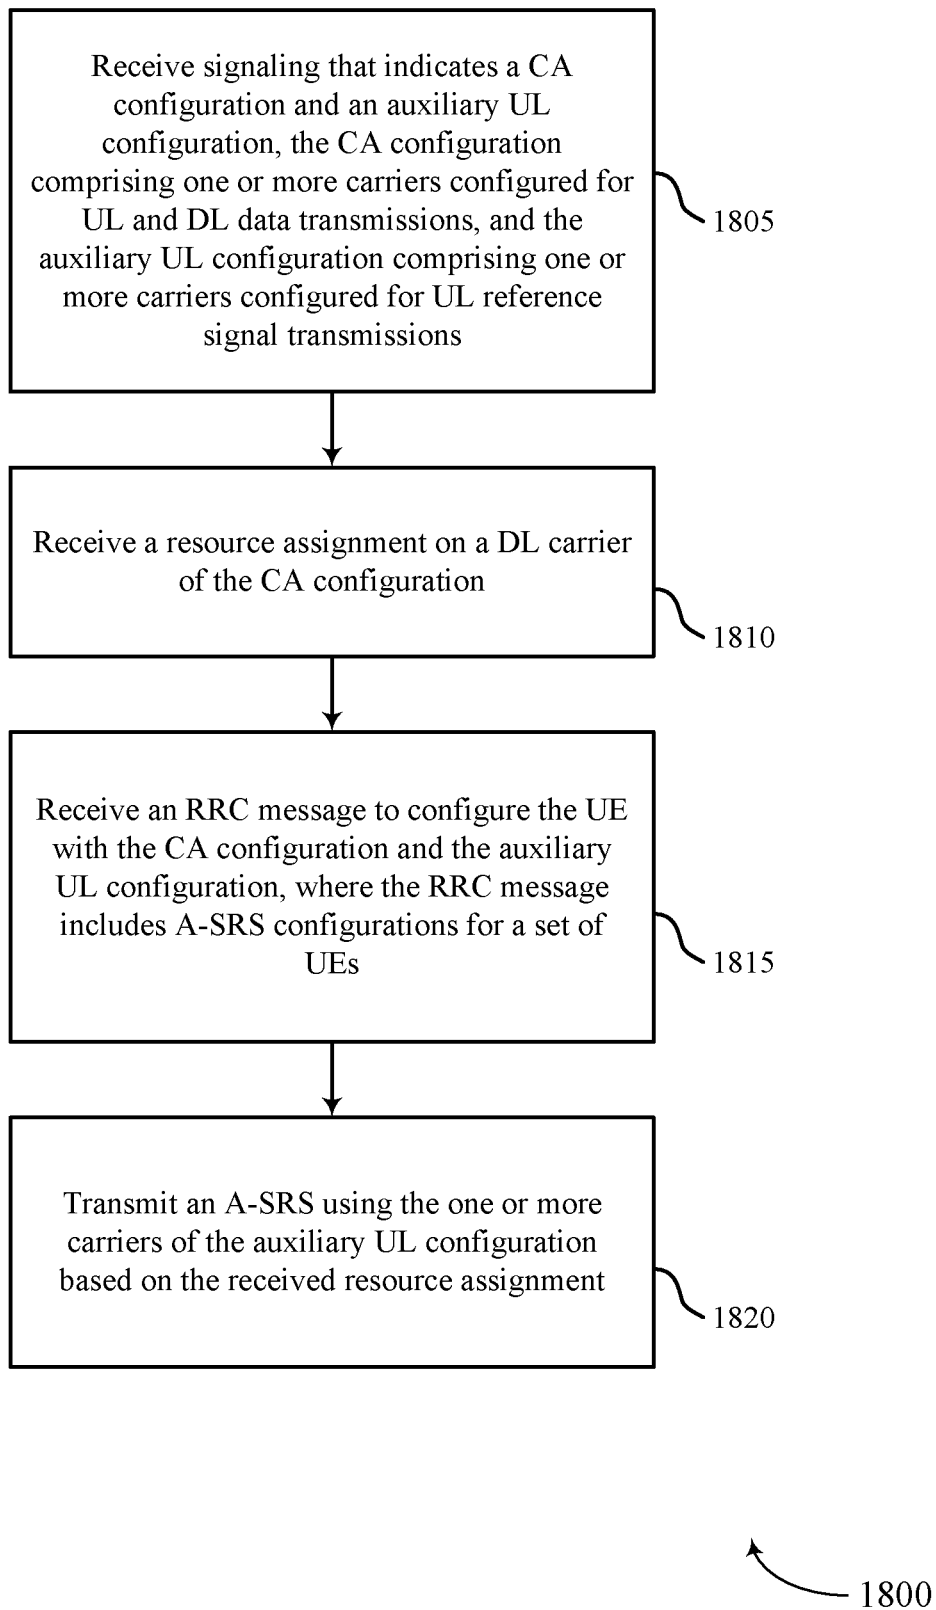 Receive signaling that indicates a CA
configuration and an auxiliary UL
configuration, the CA configuration
comprising one or more carriers configured for
UL and DL data transmissions, and the
auxiliary UL configuration comprising one or
more carriers configured for UL reference
signal transmissions
1805
Receive a resource assignment on a DL carrier
of the CA configuration
1810
Receive an RRC message to configure the UE
with the CA configuration and the auxiliary
UL configuration, where the RRC message
includes A-SRS configurations for a set of
UEs
1815
Transmit an A-SRS using the one or more
carriers of the auxiliary UL configuration
based on the received resource assignment
1820
1800